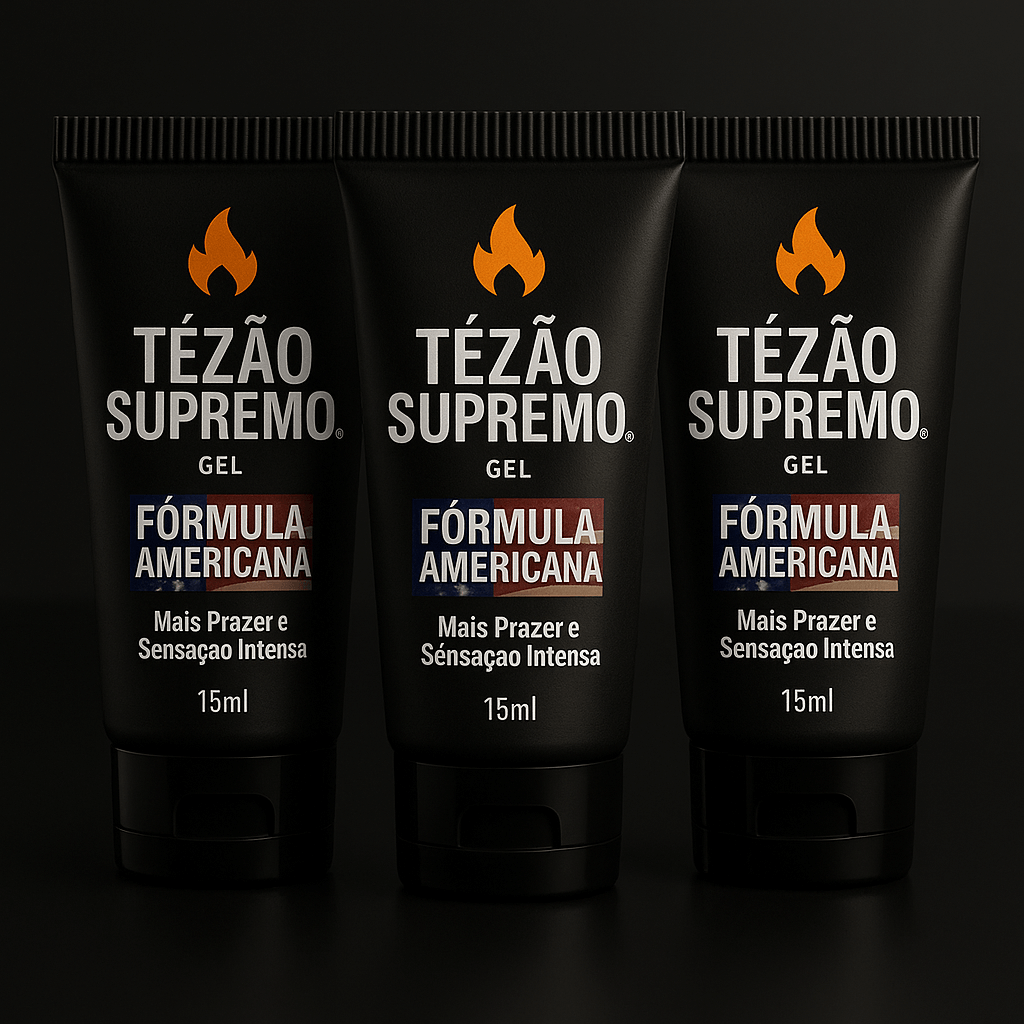 TÉZÃO
SUPREMO®
GEL
FÓRMULA
AMERICANA
Mais Prazer e
Sensaçao Intensa
15ml
TÉZÃO
SUPREMO®
GEL
FÓRMULA
AMERICANA
Mais Prazer e
Sénsaçao Intensa
15ml
TÉZÃO
SUPREMO®
GEL
FÓRMULA
AMERICANA
Mais Prazer e
Sensaçao Intensa
15ml